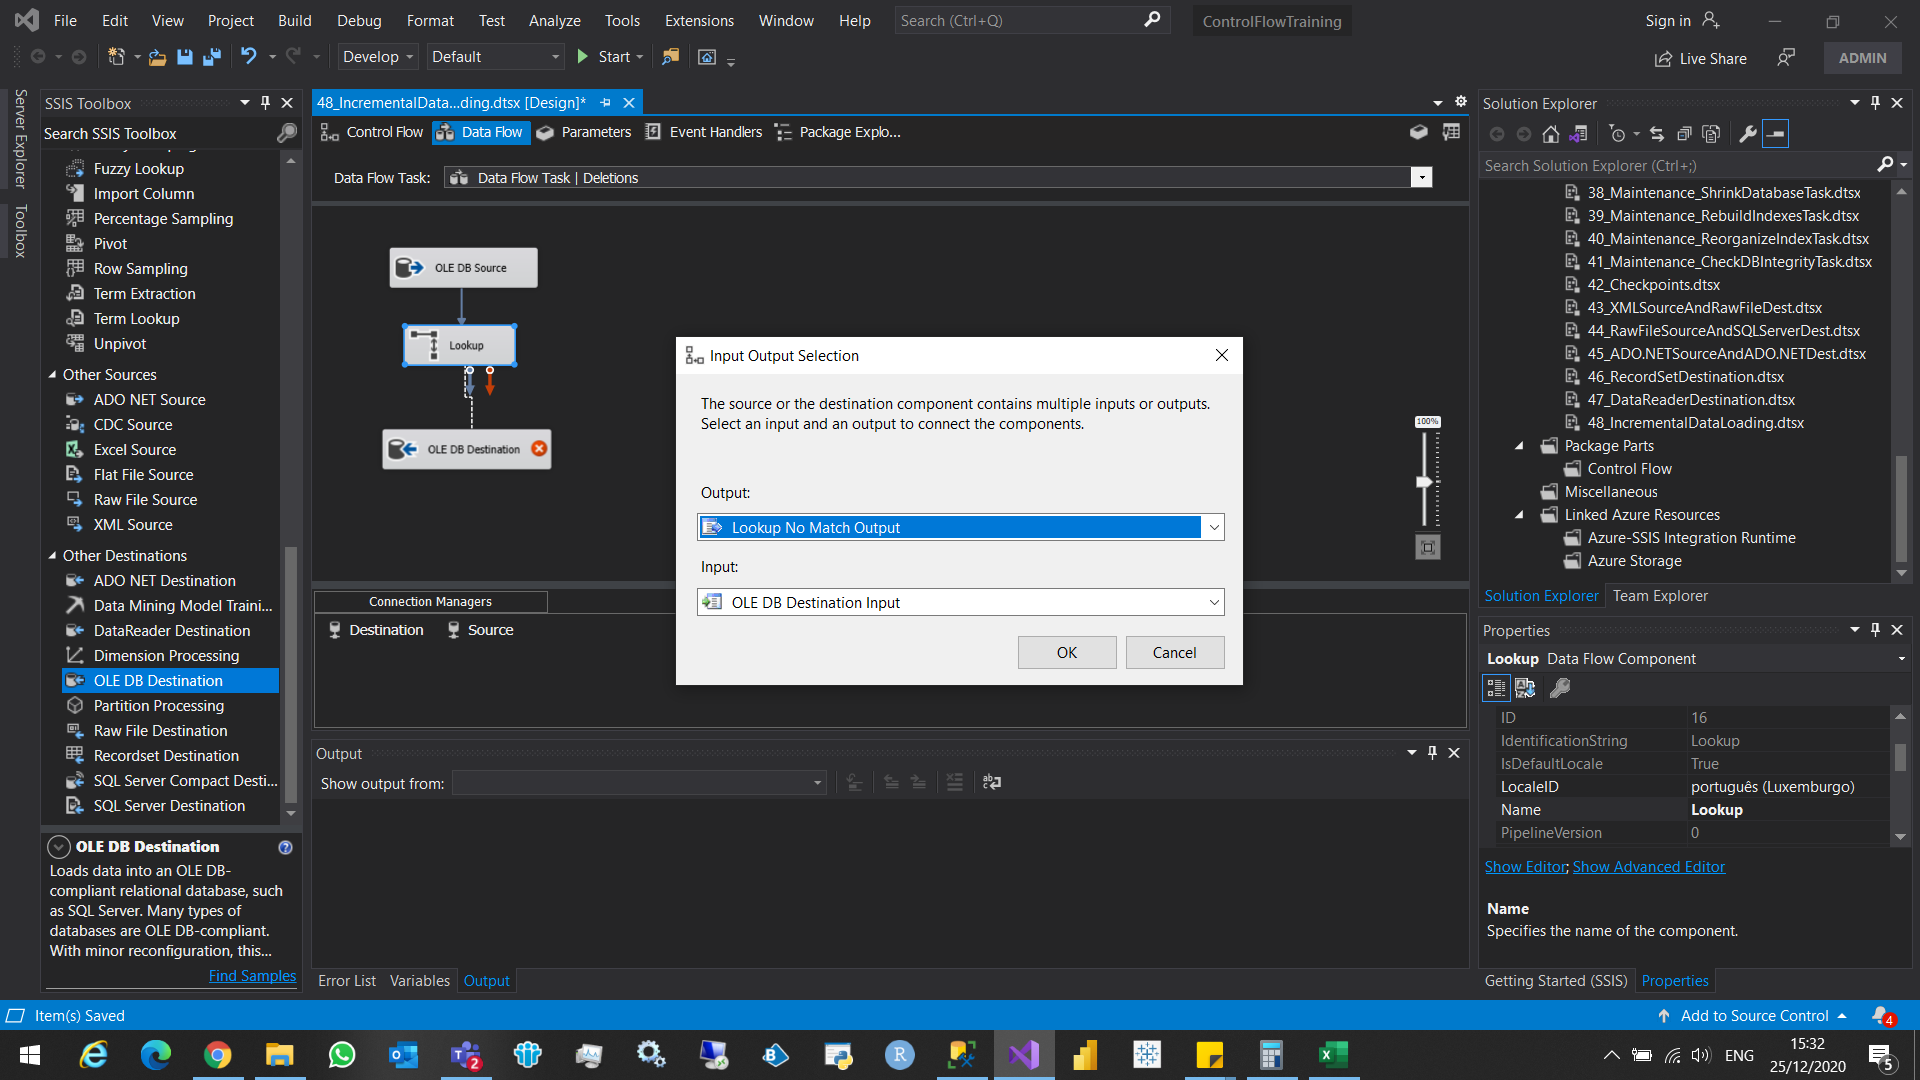 File Edit View Project Build Debug Format Test Analyze Tools Extensions Window Help
Search (Ctrl+Q)
ControlFlowTraining
Sign in
Develop
Default
Start
Live Share
ADMIN
Server Explorer
Toolbox
SSIS Toolbox
Search SSIS Toolbox
Fuzzy Lookup
Import Column
Percentage Sampling
Pivot
Row Sampling
Term Extraction
Term Lookup
Unpivot
Other Sources
ADO NET Source
CDC Source
Excel Source
Flat File Source
Raw File Source
XML Source
Other Destinations
ADO NET Destination
Data Mining Model Traini...
DataReader Destination
Dimension Processing
OLE DB Destination
Partition Processing
Raw File Destination
Recordset Destination
SQL Server Compact Desti...
SQL Server Destination
OLE DB Destination
Loads data into an OLE DB-
compliant relational database, such
as SQL Server. Many types of
databases are OLE DB-compliant.
With minor reconfiguration, this...
Find Samples
48_IncrementalData...ding.dtsx [Design]*
Control Flow
Data Flow
Parameters
Event Handlers
Package Explo...
Data Flow Task:
Data Flow Task | Deletions
OLE DB Source
Lookup
OLE DB Destination
100%
Input Output Selection
The source or the destination component contains multiple inputs or outputs.
Select an input and an output to connect the components.
Output:
Lookup No Match Output
Input:
OLE DB Destination Input
OK
Cancel
Connection Managers
Destination
Source
Output
Show output from:
Error List
Variables
Output
Solution Explorer
Search Solution Explorer (Ctrl+;)
38_Maintenance_ShrinkDatabaseTask.dtsx
39_Maintenance_RebuildIndexesTask.dtsx
40_Maintenance_ReorganizeIndexTask.dtsx
41_Maintenance_CheckDBIntegrityTask.dtsx
42_Checkpoints.dtsx
43_XMLSourceAndRawFileDest.dtsx
44_RawFileSourceAndSQLServerDest.dtsx
45_ADO.NETSourceAndADO.NETDest.dtsx
46_RecordSetDestination.dtsx
47_DataReaderDestination.dtsx
48_IncrementalDataLoading.dtsx
Package Parts
Control Flow
Miscellaneous
Linked Azure Resources
Azure-SSIS Integration Runtime
Azure Storage
Solution Explorer
Team Explorer
Properties
Lookup Data Flow Component
ID 16
IdentificationString Lookup
IsDefaultLocale True
LocaleID português (Luxemburgo)
Name Lookup
PipelineVersion 0
Show Editor; Show Advanced Editor
Name
Specifies the name of the component.
Getting Started (SSIS)
Properties
Item(s) Saved
Add to Source Control
4
2
ENG
15:32
25/12/2020
5